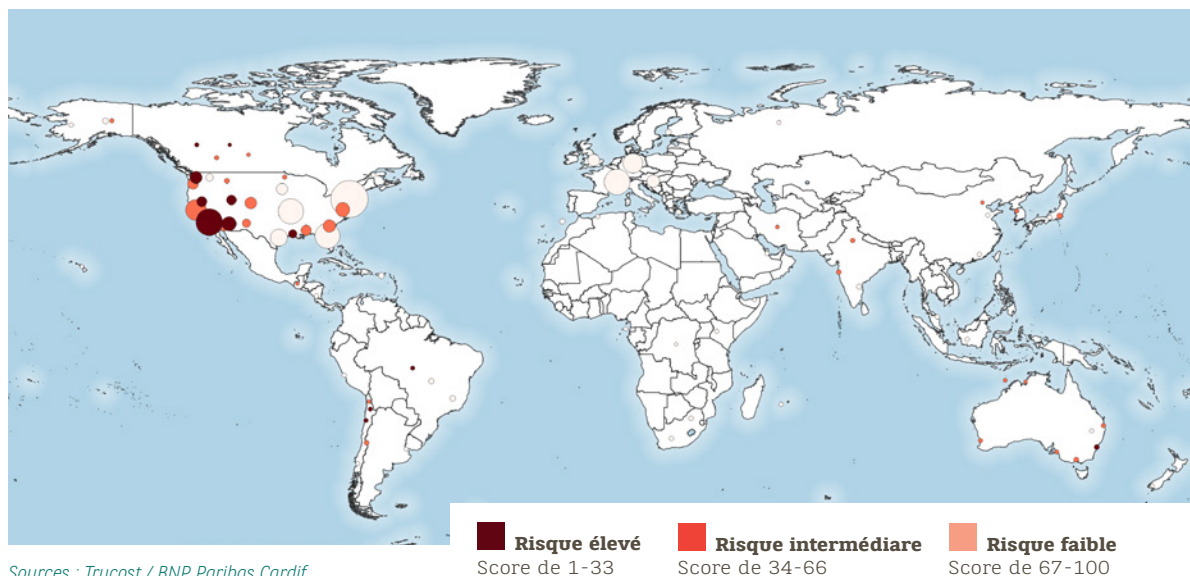 Risque élevé
Score de 1-33
Risque intermédiaire
Score de 34-66
Risque faible
Score de 67-100
Sources : Trucost / BNP Paribas Cardif